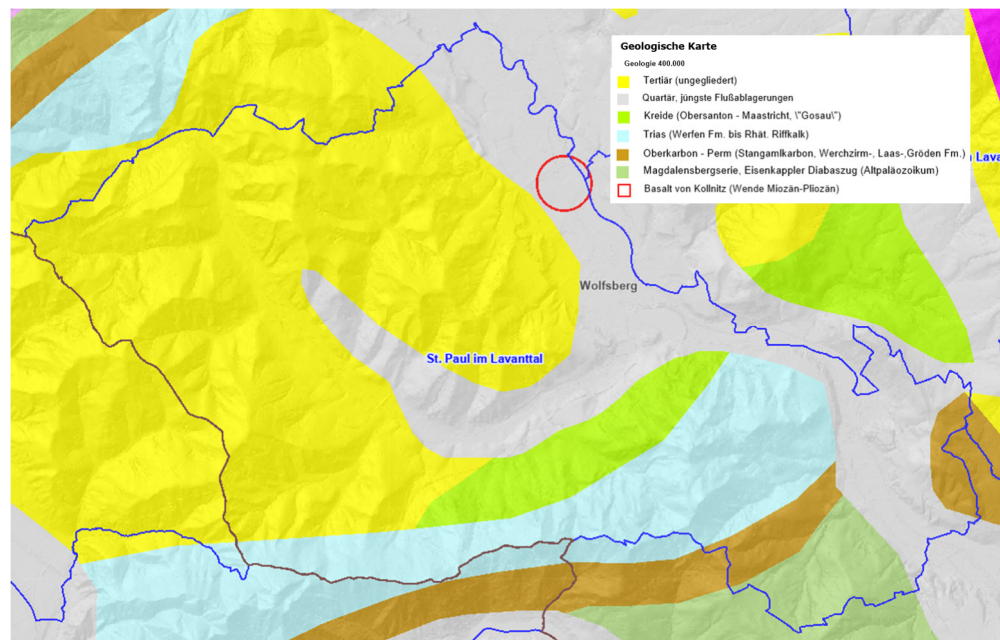 Geologische Karte
Geologie 400.000
Tertiär (ungegliedert)
Quartär, jüngste Flußablagerungen
Kreide (Obersanton - Maastricht, \"Gosau\")
Trias (Werfen Fm. bis Rhät. Riffkalk)
Oberkarbon - Perm (Stangamlkarbon, Werchzirm-, Laas-,Gröden Fm.)
Magdalensbergserie, Eisenkappler Diabaszug (Altpaläozoikum)
Basalt von Kollnitz (Wende Miozän-Pliozän)
Wolfsberg
St. Paul im Lavanttal